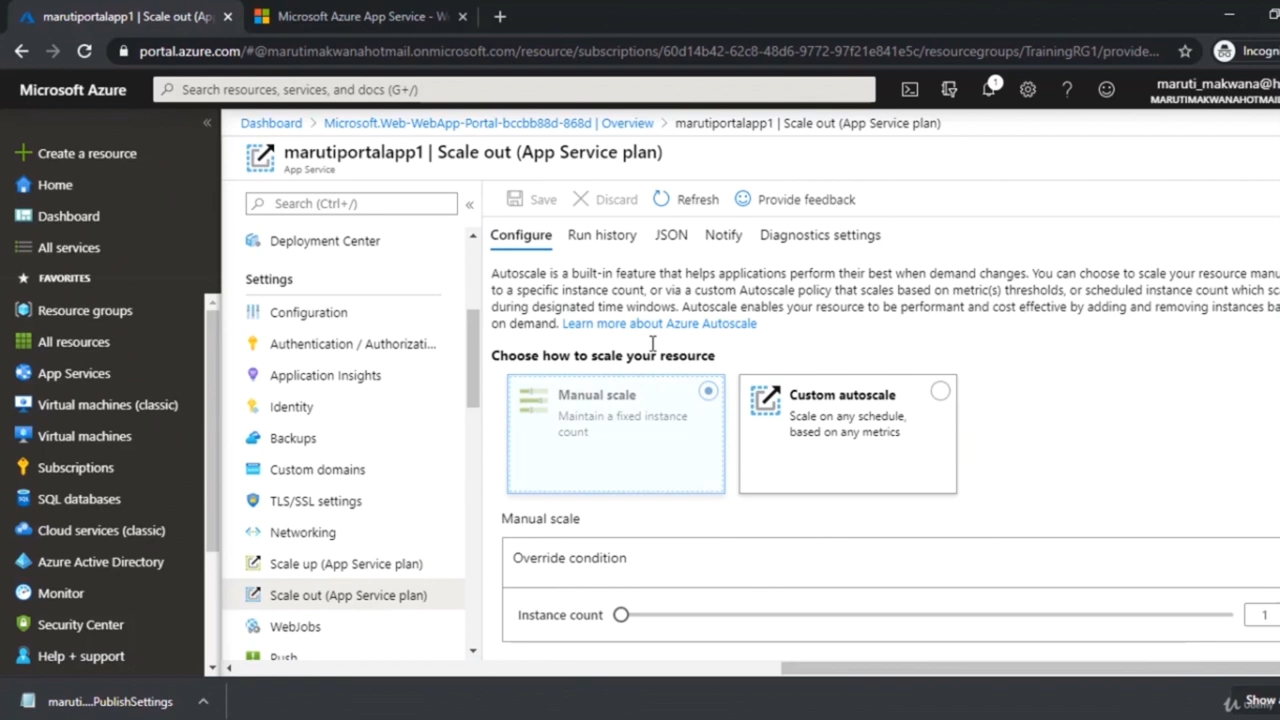 marutiportalapp1 | Scale out (Ap
Microsoft Azure App Service - W
portal.azure.com/#@marutimakwanahotmail.onmicrosoft.com/resource/subscriptions/60d14b42-62c8-48d6-9772-97f21e841e5c/resourcegroups/TrainingRG1/provide...
Incogn
Microsoft Azure
Search resources, services, and docs (G+/)
1
maruti_makwana@h
MARUTIMAKWANAHOTMAIL
Create a resource
Home
Dashboard
All services
FAVORITES
Resource groups
All resources
App Services
Virtual machines (classic)
Virtual machines
Subscriptions
SQL databases
Cloud services (classic)
Azure Active Directory
Monitor
Security Center
Help + support
Dashboard > Microsoft.Web-WebApp-Portal-bccbb88d-868d | Overview > marutiportalapp1 | Scale out (App Service plan)
marutiportalapp1 | Scale out (App Service plan)
App Service
Search (Ctrl+/)
Deployment Center
Settings
Configuration
Authentication / Authorizati...
Application Insights
Identity
Backups
Custom domains
TLS/SSL settings
Networking
Scale up (App Service plan)
Scale out (App Service plan)
WebJobs
Push
Save Discard Refresh Provide feedback
Configure Run history JSON Notify Diagnostics settings
Autoscale is a built-in feature that helps applications perform their best when demand changes. You can choose to scale your resource manu
to a specific instance count, or via a custom Autoscale policy that scales based on metric(s) thresholds, or scheduled instance count which sca
during designated time windows. Autoscale enables your resource to be performant and cost effective by adding and removing instances ba
on demand. Learn more about Azure Autoscale
Choose how to scale your resource
Manual scale
Maintain a fixed instance
count
Custom autoscale
Scale on any schedule,
based on any metrics
Manual scale
Override condition
Instance count
1
maruti....PublishSettings
Show a
Udemy